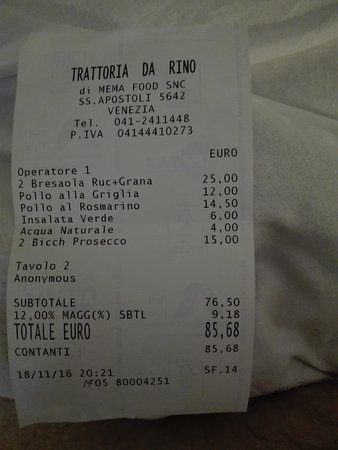 TRATTORIA DA RINO
di MEMA FOOD SNC
SS.APOSTOLI 5642
VENEZIA
Tel. 041-2411448
P.IVA 04144410273
EURO
Operatore 1
2 Bresaola Ruc+Grana 25,00
Pollo alla Griglia 12,00
Pollo al Rosmarino 14,50
Insalata Verde 6,00
Acqua Naturale 4,00
2 Bicch Prosecco 15,00
Tavolo 2
Anonymous
SUBTOTALE 76,50
12,00% MAGG(%) SBTL 9,18
TOTALE EURO 85,68
CONTANTI 85,68
18/11/16 20:21 SF.14
MF05 80004251